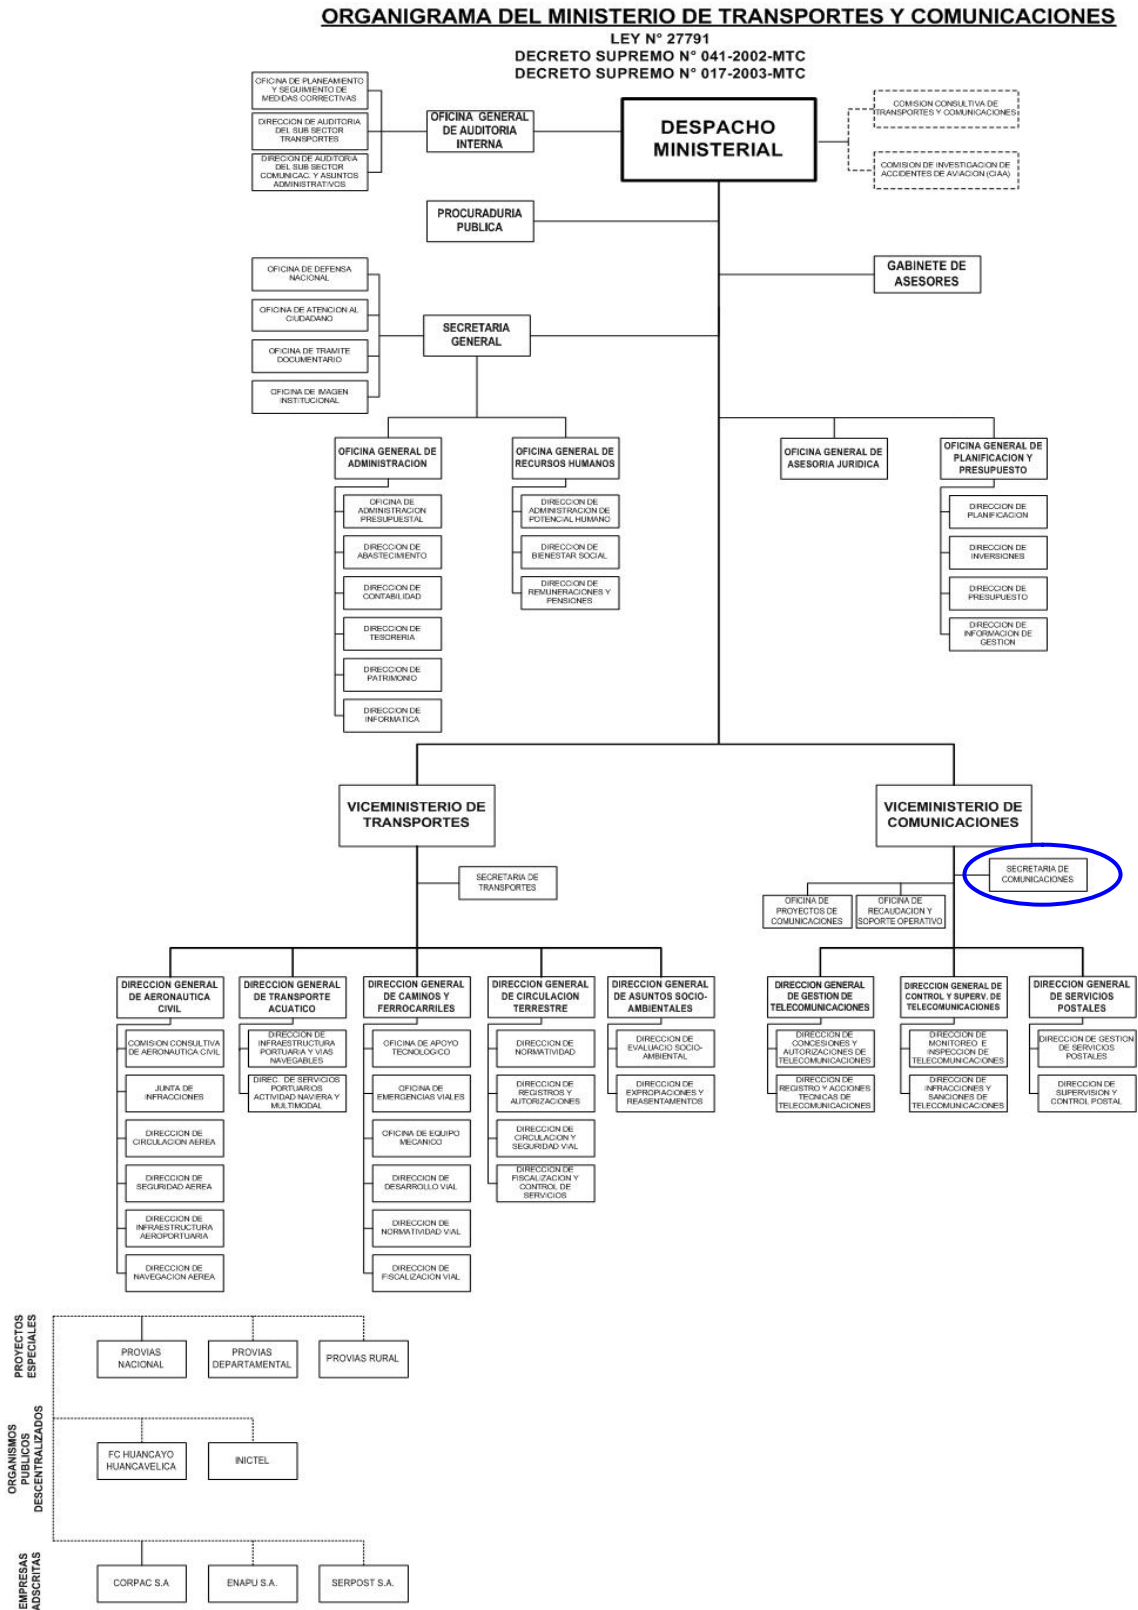 ORGANIGRAMA DEL MINISTERIO DE TRANSPORTES Y COMUNICACIONES
LEY N° 27791
DECRETO SUPREMO N° 041-2002-MTC
DECRETO SUPREMO N° 017-2003-MTC
OFICINA DE PLANEAMIENTO
Y SEGUIMIENTO DE
MEDIDAS CORRECTIVAS
DIRECCION DE AUDITORIA
DEL SUB SECTOR
TRANSPORTES
DIRECION DE AUDITORIA
DEL SUB SECTOR
COMUNICAC. Y ASUNTOS
ADMINISTRATIVOS
OFICINA GENERAL
DE AUDITORIA
INTERNA
DESPACHO
MINISTERIAL
COMISION CONSULTIVA DE
TRANSPORTES Y COMUNICACIONES
COMISION DE INVESTIGACION DE
ACCIDENTES DE AVIACION (CIAA)
PROCURADURIA
PUBLICA
GABINETE DE
ASESORES
OFICINA DE DEFENSA
NACIONAL
OFICINA DE ATENCION AL
CIUDADANO
OFICINA DE TRAMITE
DOCUMENTARIO
OFICINA DE IMAGEN
INSTITUCIONAL
SECRETARIA
GENERAL
OFICINA GENERAL DE
ADMINISTRACION
OFICINA GENERAL DE
RECURSOS HUMANOS
OFICINA GENERAL DE
ASESORIA JURIDICA
OFICINA GENERAL DE
PLANIFICACION Y
PRESUPUESTO
OFICINA DE
ADMINISTRACION
PRESUPUESTAL
DIRECCION DE
ABASTECIMIENTO
DIRECCION DE
CONTABILIDAD
DIRECCION DE
TESORERIA
DIRECCION DE
PATRIMONIO
DIRECCION DE
INFORMATICA
DIRECCION DE
ADMINISTRACION DE
POTENCIAL HUMANO
DIRECCION DE
BIENESTAR SOCIAL
DIRECCION DE
REMUNERACIONES Y
PENSIONES
DIRECCION DE
PLANIFICACION
DIRECCION DE
INVERSIONES
DIRECCION DE
PRESUPUESTO
DIRECCION DE
INFORMACION DE
GESTION
VICEMINISTERIO DE
TRANSPORTES
VICEMINISTERIO DE
COMUNICACIONES
SECRETARIA DE
TRANSPORTES
SECRETARIA DE
COMUNICACIONES
OFICINA DE
PROYECTOS DE
COMUNICACIONES
OFICINA DE
RECAUDACION Y
SOPORTE OPERATIVO
DIRECCION GENERAL
DE AERONAUTICA
CIVIL
COMISION CONSULTIVA
DE AERONAUTICA CIVIL
JUNTA DE
INFRACCIONES
DIRECCION DE
CIRCULACION AEREA
DIRECCION DE
SEGURIDAD AEREA
DIRECCION DE
INFRAESTRUCTURA
AEROPORTUARIA
DIRECCION DE
NAVEGACION AEREA
DIRECCION GENERAL
DE TRANSPORTE
ACUATICO
DIRECCION DE
INFRAESTRUCTURA
PORTUARIA Y VIAS
NAVEGABLES
DIREC. DE SERVICIOS
PORTUARIOS
ACTIVIDAD NAVIERA Y
MULTIMODAL
DIRECCION GENERAL
DE CAMINOS Y
FERROCARRILES
OFICINA DE APOYO
TECNOLOGICO
OFICINA DE
EMERGENCIAS VIALES
OFICINA DE EQUIPO
MECANICO
DIRECCION DE
DESARROLLO VIAL
DIRECCION DE
NORMATIVIDAD VIAL
DIRECCION DE
FISCALIZACION VIAL
DIRECCION GENERAL
DE CIRCULACION
TERRESTRE
DIRECCION DE
NORMATIVIDAD
DIRECCION DE
REGISTROS Y
AUTORIZACIONES
DIRECCION DE
CIRCULACION Y
SEGURIDAD VIAL
DIRECCION DE
FISCALIZACION Y
CONTROL DE
SERVICIOS
DIRECCION GENERAL
DE ASUNTOS SOCIO-
AMBIENTALES
DIRECCION DE
EVALUACIO SOCIO-
AMBIENTAL
DIRECCION DE
EXPROPIACIONES Y
REASENTAMENTOS
DIRECCION GENERAL
DE GESTION DE
TELECOMUNICACIONES
DIRECCION DE
CONCESIONES Y
AUTORIZACIONES DE
TELECOMUNICACIONES
DIRECCION DE
REGISTRO Y ACCIONES
TECNICAS DE
TELECOMUNICACIONES
DIRECCION GENERAL DE
CONTROL Y SUPERV. DE
TELECOMUNICACIONES
DIRECCION DE
MONITOREO E
INSPECCION DE
TELECOMUNICACIONES
DIRECCION DE
INFRACCIONES Y
SANCIONES DE
TELECOMUNICACIONES
DIRECCION GENERAL
DE SERVICIOS
POSTALES
DIRECCION DE GESTION
DE SERVICIOS
POSTALES
DIRECCION DE
SUPERVISION Y
CONTROL POSTAL
PROYECTOS
ESPECIALES
PROVIAS
NACIONAL
PROVIAS
DEPARTAMENTAL
PROVIAS RURAL
ORGANISMOS
PUBLICOS
DESCENTRALIZADOS
FC HUANCAYO
HUANCAVELICA
INICTEL
EMPRESAS
ADSCRITAS
CORPAC S.A
ENAPU S.A.
SERPOST S.A.